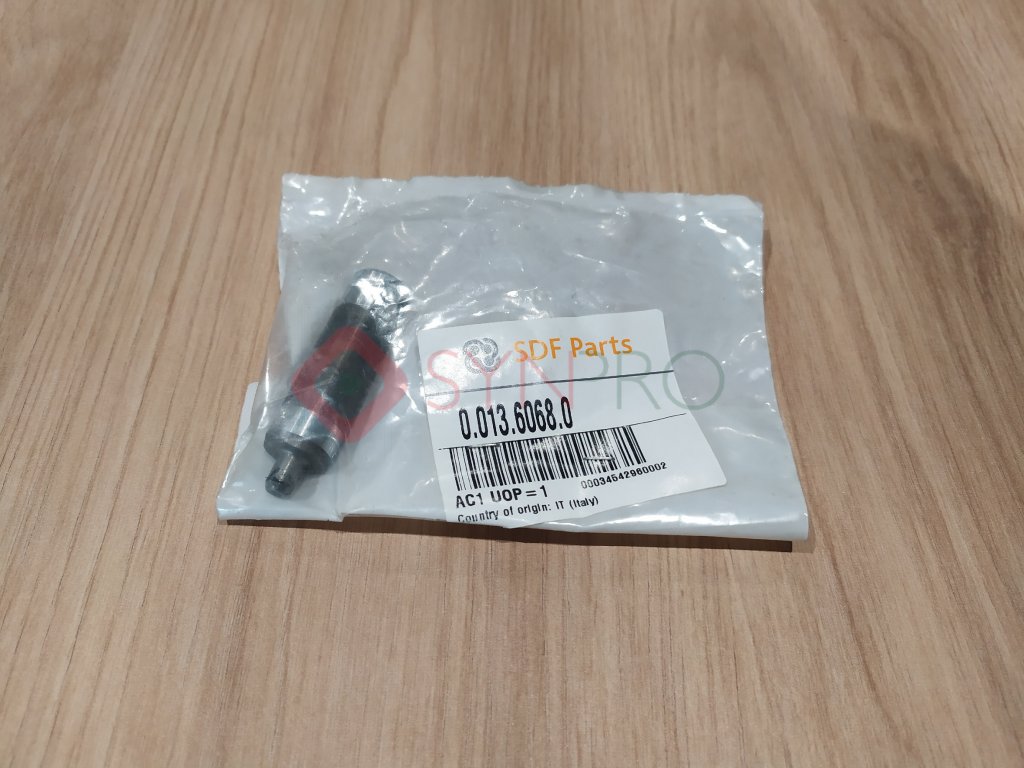 SDF Parts
SYNPRO
0.013.6068.0
00034542960002
AC1 UOP = 1
Country of origin: IT (Italy)